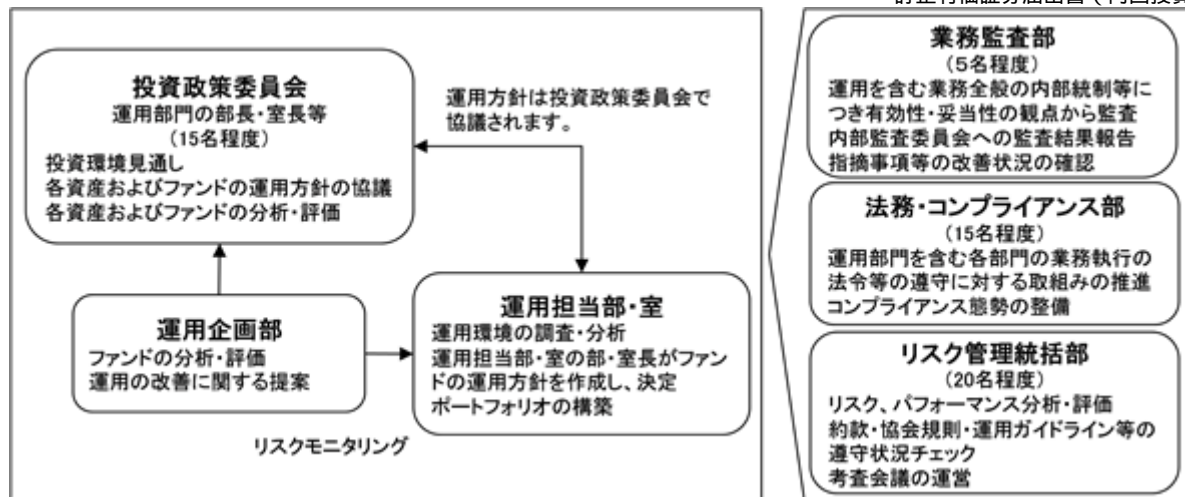 投資政策委員会
運用部門の部長・室長等
(15名程度)
投資環境見通し
各資産およびファンドの運用方針の協議
各資産およびファンドの分析・評価
運用方針は投資政策委員会で
協議されます。
運用企画部
ファンドの分析・評価
運用の改善に関する提案
運用担当部・室
運用環境の調査・分析
運用担当部・室の部・室長がファン
ドの運用方針を作成し、決定
ポートフォリオの構築
リスクモニタリング
業務監査部
(5名程度)
運用を含む業務全般の内部統制等に
つき有効性・妥当性の観点から監査
内部監査委員会への監査結果報告
指摘事項等の改善状況の確認
法務・コンプライアンス部
(15名程度)
運用部門を含む各部門の業務執行の
法令等の遵守に対する取組みの推進
コンプライアンス態勢の整備
リスク管理統括部
(20名程度)
リスク、パフォーマンス分析・評価
約款・協会規則・運用ガイドライン等の
遵守状況チェック
考査会議の運営